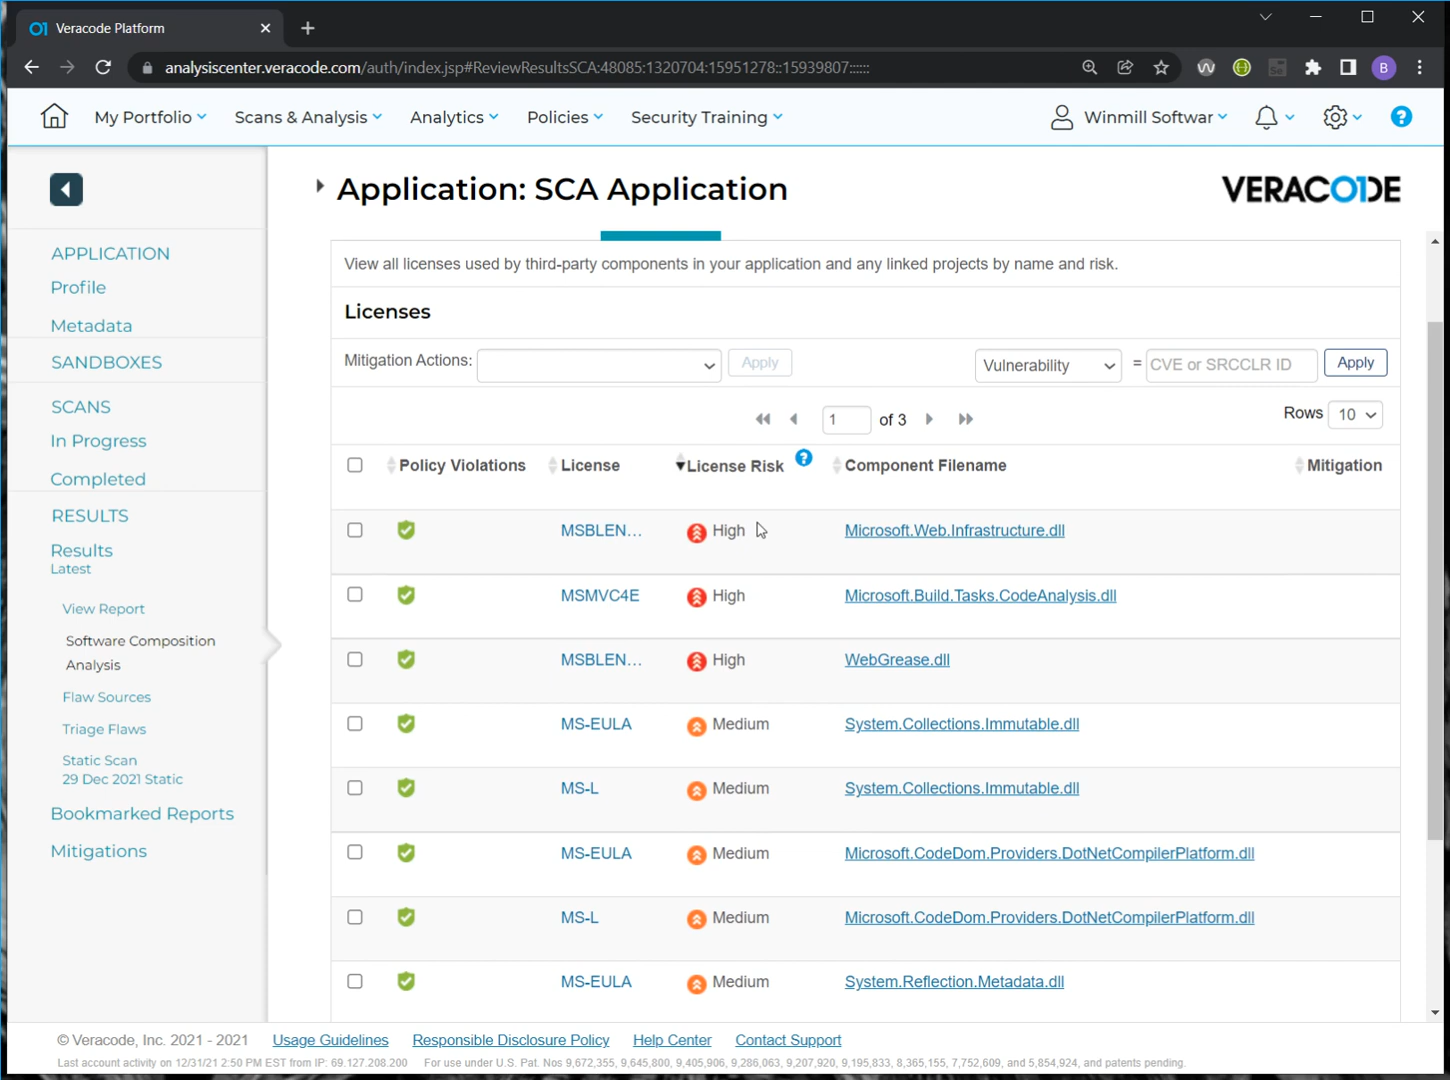 Veracode Platform
analysiscenter.veracode.com/auth/index.jsp#ReviewResultsSCA:48085:1320704:15951278::15939807::::::
B
My Portfolio
Scans & Analysis
Analytics
Policies
Security Training
Winmill Softwar
?
Application: SCA Application
VERACODE
APPLICATION
Profile
Metadata
SANDBOXES
SCANS
In Progress
Completed
RESULTS
Results
Latest
View Report
Software Composition
Analysis
Flaw Sources
Triage Flaws
Static Scan
29 Dec 2021 Static
Bookmarked Reports
Mitigations
View all licenses used by third-party components in your application and any linked projects by name and risk.
Licenses
Mitigation Actions: Apply Vulnerability = CVE or SRCCLR ID Apply
1 of 3 Rows 10
Policy Violations License License Risk ? Component Filename Mitigation
MSBLEN... High Microsoft.Web.Infrastructure.dll
MSMVC4E High Microsoft.Build.Tasks.CodeAnalysis.dll
MSBLEN... High WebGrease.dll
MS-EULA Medium System.Collections.Immutable.dll
MS-L Medium System.Collections.Immutable.dll
MS-EULA Medium Microsoft.CodeDom.Providers.DotNetCompilerPlatform.dll
MS-L Medium Microsoft.CodeDom.Providers.DotNetCompilerPlatform.dll
MS-EULA Medium System.Reflection.Metadata.dll
© Veracode, Inc. 2021 - 2021 Usage Guidelines Responsible Disclosure Policy Help Center Contact Support
Last account activity on 12/31/21 2:50 PM EST from IP: 69.127.208.200 For use under U.S. Pat. Nos 9,672,355, 9,645,800, 9,405,906, 9,286,063, 9,207,920, 9,195,833, 8,365,155, 7,752,609, and 5,854,924, and patents pending.